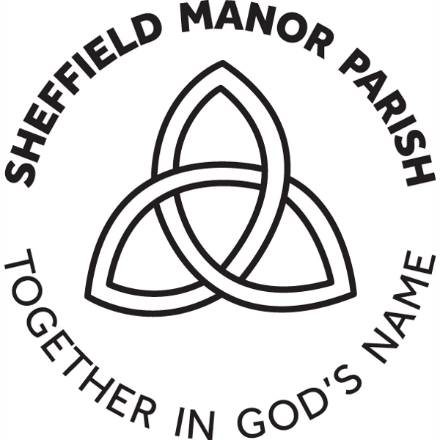 SHEFFIELD MANOR PARISH
TOGETHER IN GOD'S NAME